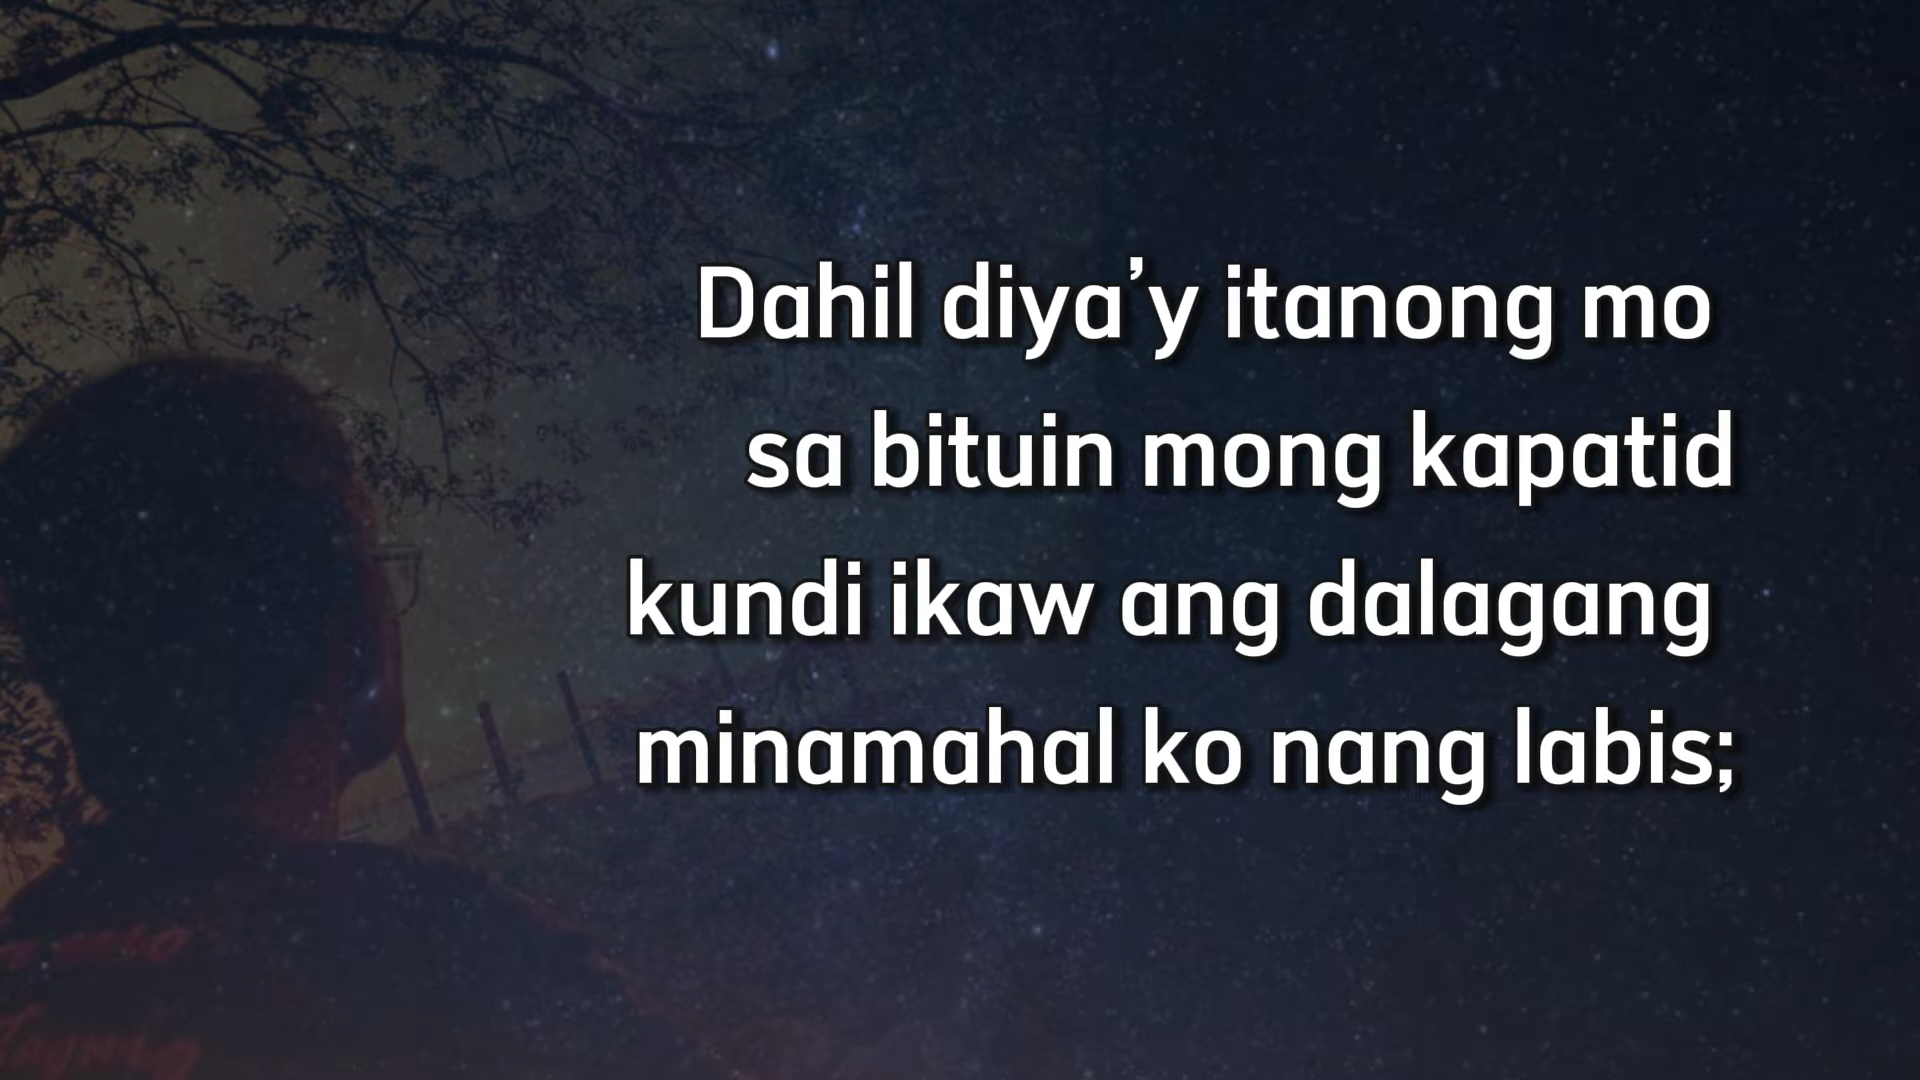 Dahil diya’y itanong mo
sa bituin mong kapatid
kundi ikaw ang dalagang
minamahal ko nang labis;